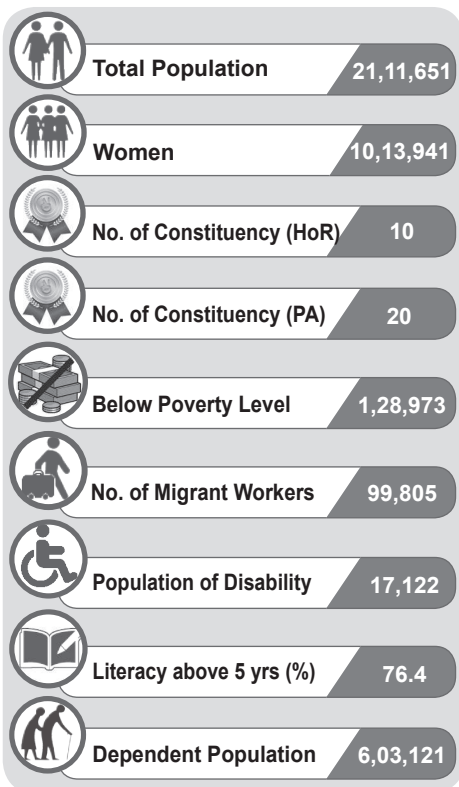 Total Population 21,11,651
Women 10,13,941
No. of Constituency (HoR) 10
No. of Constituency (PA) 20
Below Poverty Level 1,28,973
No. of Migrant Workers 99,805
Population of Disability 17,122
Literacy above 5 yrs (%) 76.4
Dependent Population 6,03,121